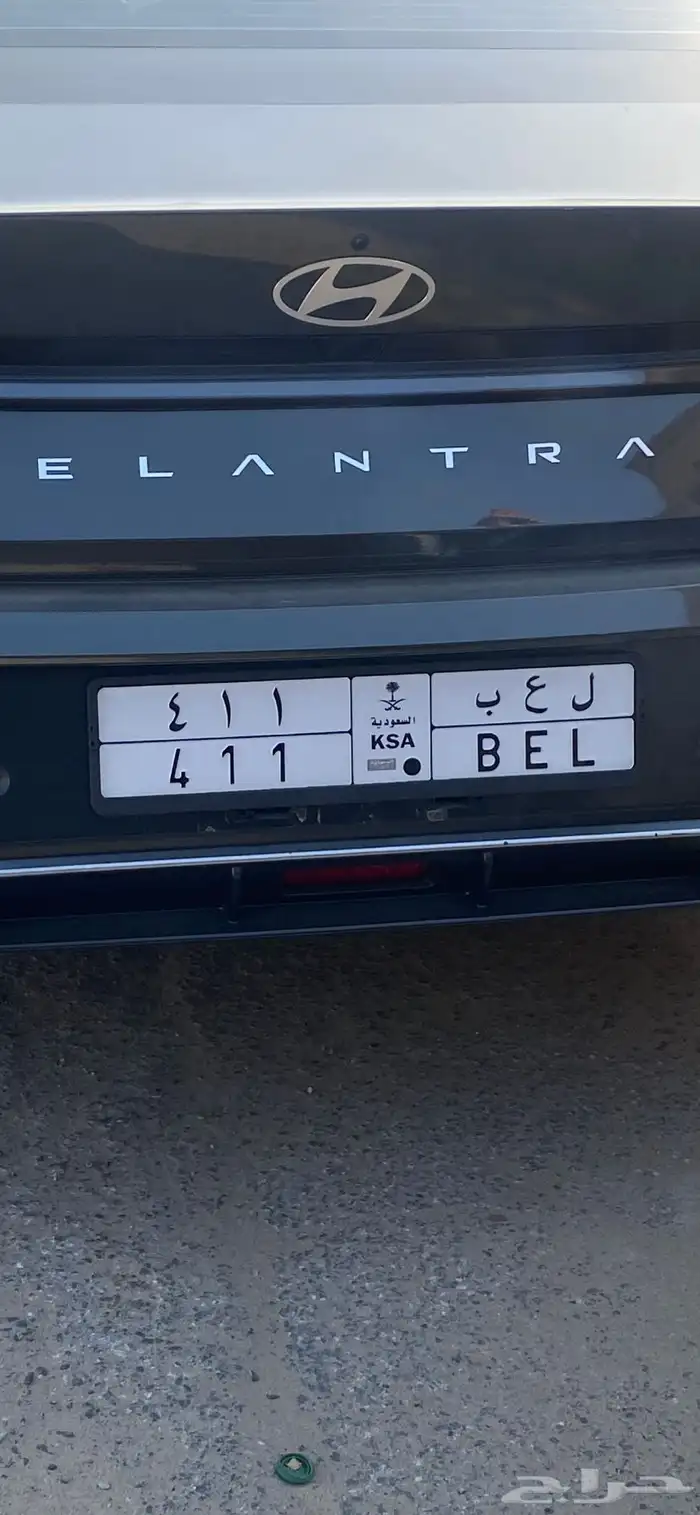 ELANTRA
٤١١
ل ع ب
السعودية
KSA
411
BEL
حراج